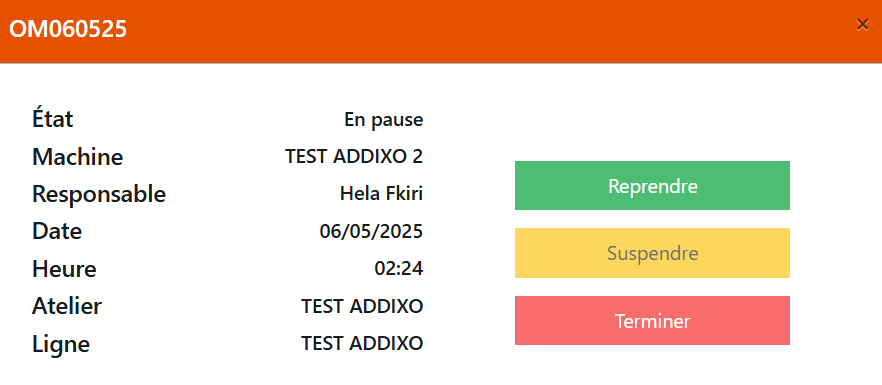 OM060525 ×
État En pause
Machine TEST ADDIXO 2
Responsable Hela Fkiri
Date 06/05/2025
Heure 02:24
Atelier TEST ADDIXO
Ligne TEST ADDIXO
Reprendre
Suspendre
Terminer